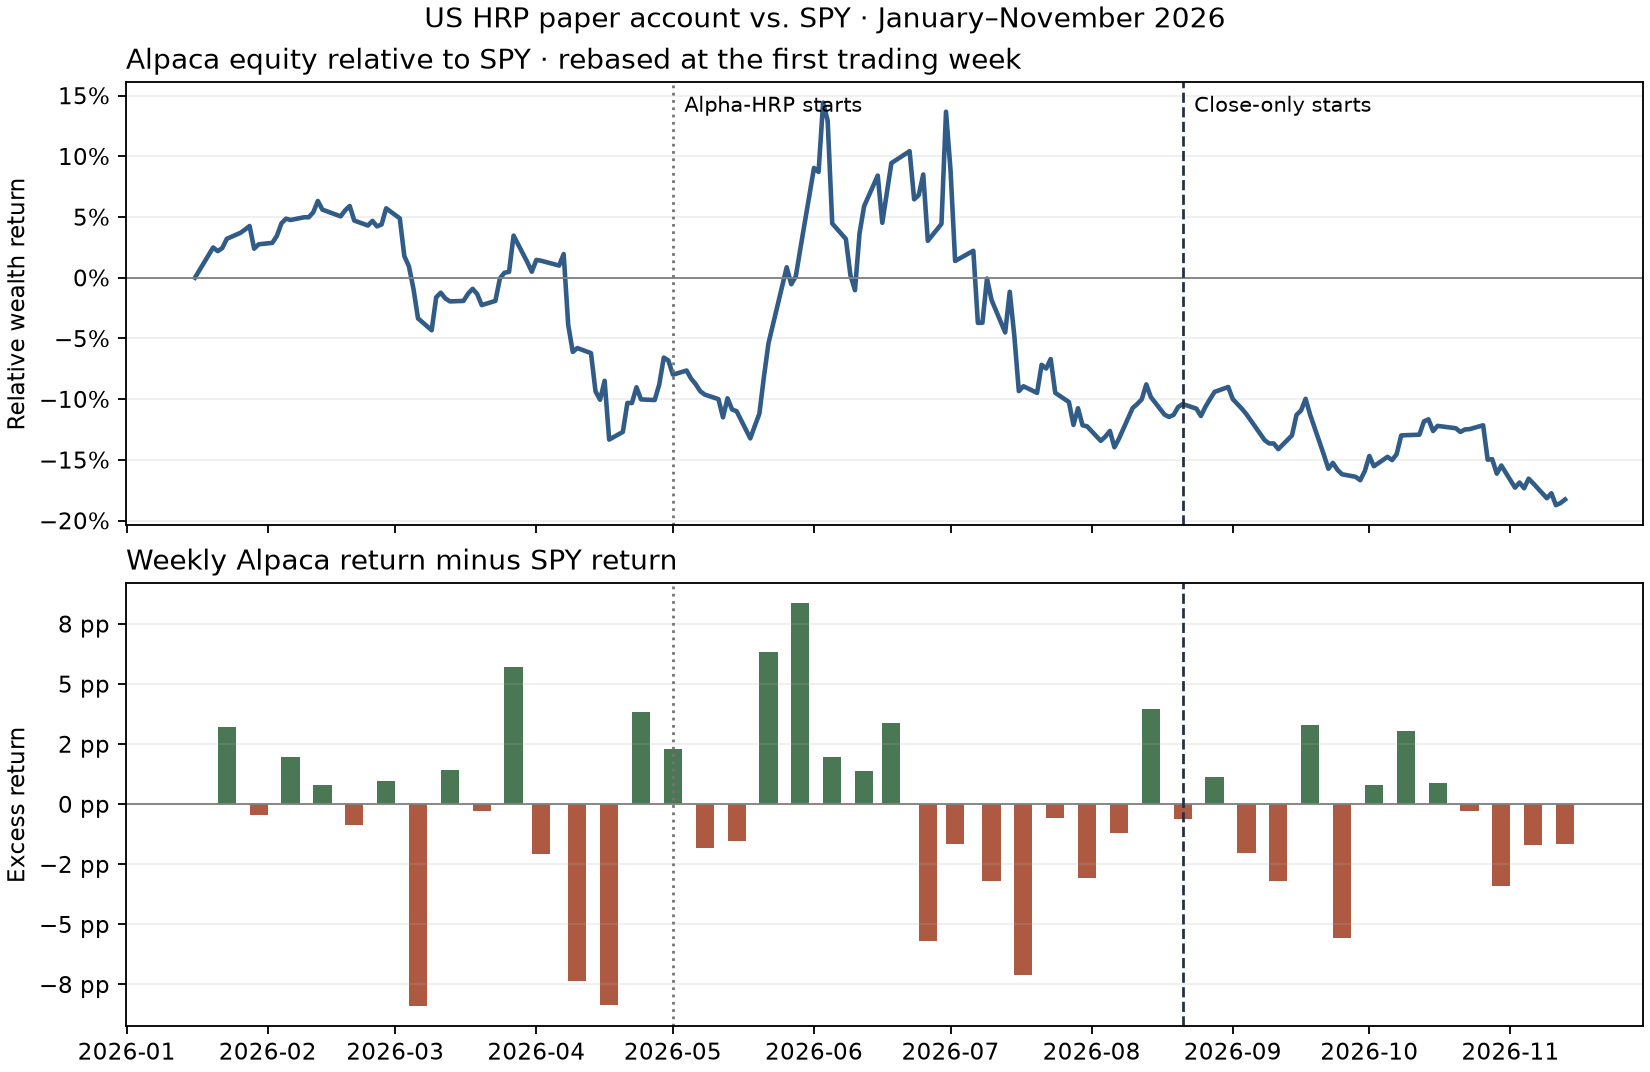 US HRP paper account vs. SPY · January–November 2026
Alpaca equity relative to SPY · rebased at the first trading week
Relative wealth return
15%
10%
5%
0%
−5%
−10%
−15%
−20%
Alpha-HRP starts
Close-only starts
Weekly Alpaca return minus SPY return
Excess return
8 pp
5 pp
2 pp
0 pp
−2 pp
−5 pp
−8 pp
2026-01 2026-02 2026-03 2026-04 2026-05 2026-06 2026-07 2026-08 2026-09 2026-10 2026-11